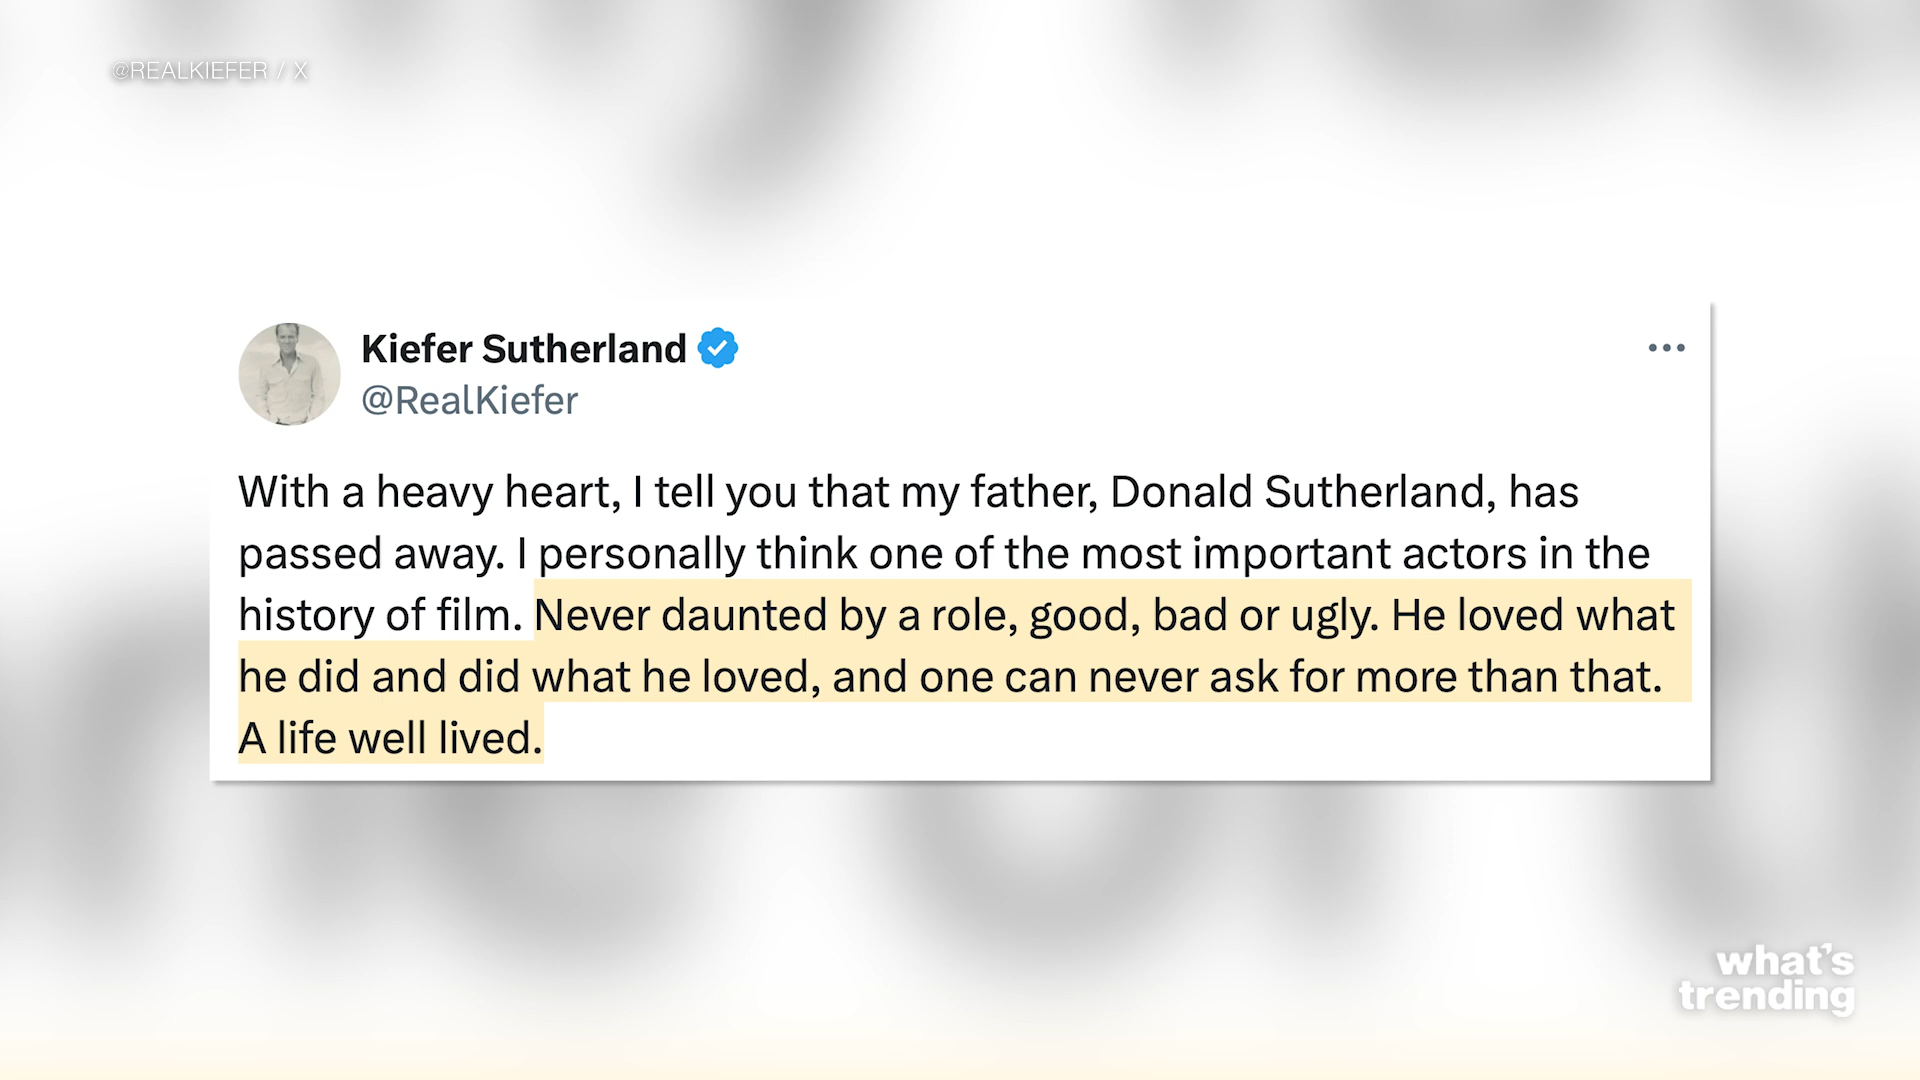 @REALKIEFER / X
Kiefer Sutherland
@RealKiefer
With a heavy heart, I tell you that my father, Donald Sutherland, has
passed away. I personally think one of the most important actors in the
history of film. Never daunted by a role, good, bad or ugly. He loved what
he did and did what he loved, and one can never ask for more than that.
A life well lived.
what's
trending